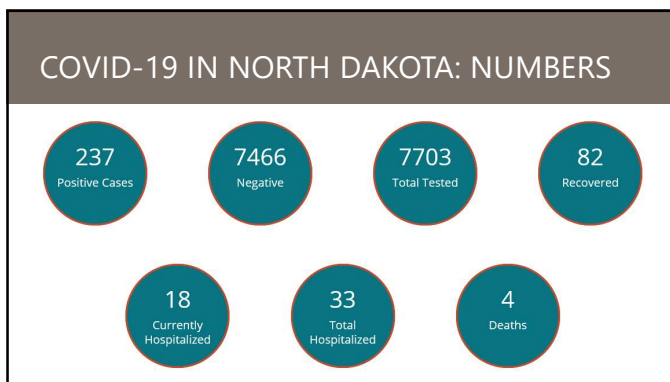 COVID-19 IN NORTH DAKOTA: NUMBERS
237
Positive Cases
7466
Negative
7703
Total Tested
82
Recovered
18
Currently
Hospitalized
33
Total
Hospitalized
4
Deaths